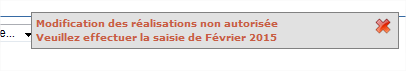 Modification des réalisations non autorisée
e... Veuillez effectuer la saisie de Février 2015